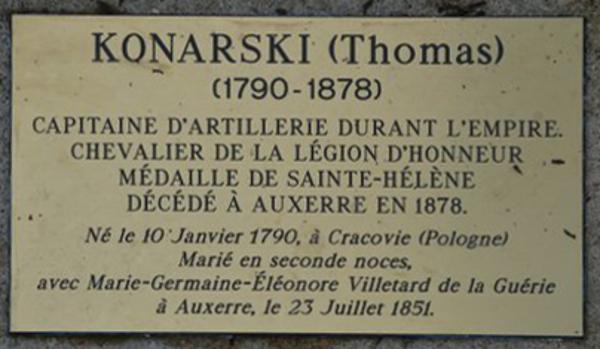 KONARSKI (Thomas)
(1790-1878)
CAPITAINE D'ARTILLERIE DURANT L'EMPIRE.
CHEVALIER DE LA LÉGION D'HONNEUR
MÉDAILLE DE SAINTE-HÉLÈNE
DÉCÉDÉ À AUXERRE EN 1878.
Né le 10 Janvier 1790, à Cracovie (Pologne)
Marié en seconde noces,
avec Marie-Germaine-Éléonore Villetard de la Guérie
à Auxerre, le 23 Juillet 1851.